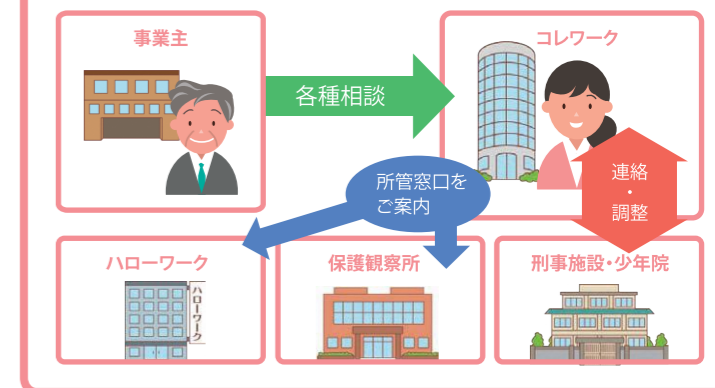 事業主
コレワーク
各種相談
所管窓口を
ご案内
連絡
・
調整
ハローワーク
保護観察所
刑事施設・少年院
ハローワーク